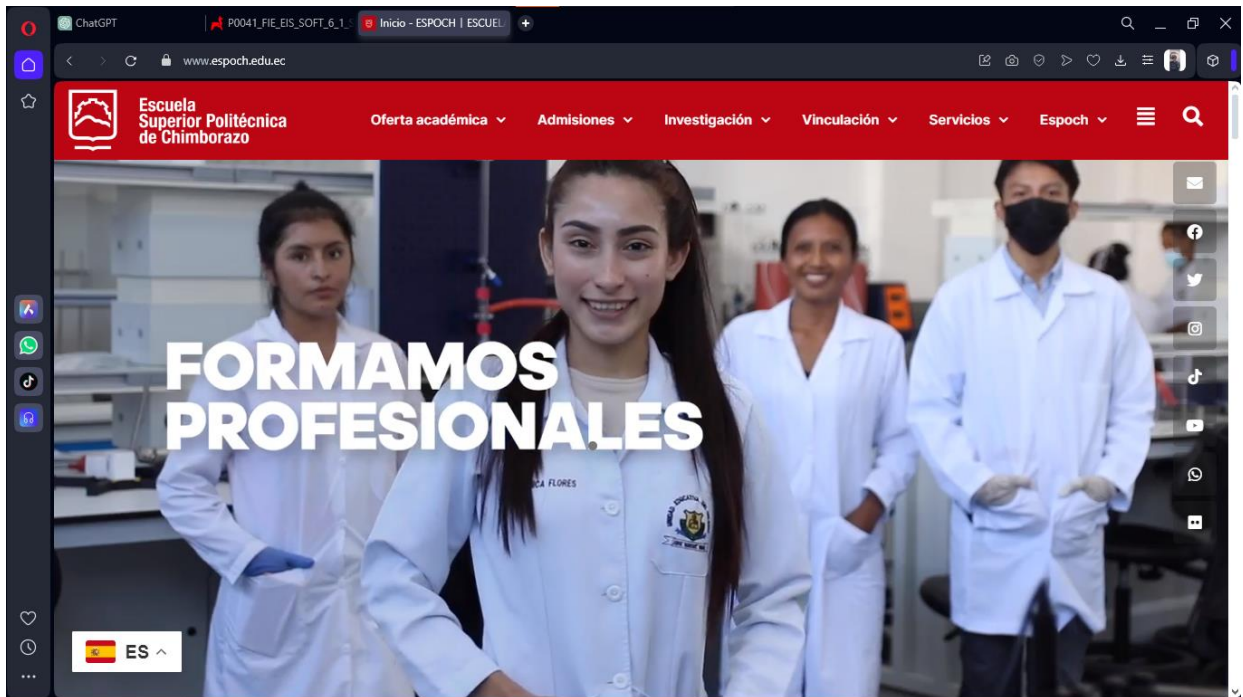 ChatGPT
P0041_FIE_EIS_SOFT_6_1_
Inicio - ESPOCH | ESCUEL
www.espoch.edu.ec
Escuela
Superior Politécnica
de Chimborazo
Oferta académica
Admisiones
Investigación
Vinculación
Servicios
Espoch
FORMAMOS
PROFESIONALES
FLORES
ES